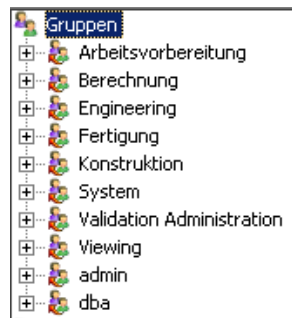 Gruppen
Arbeitsvorbereitung
Berechnung
Engineering
Fertigung
Konstruktion
System
Validation Administration
Viewing
admin
dba